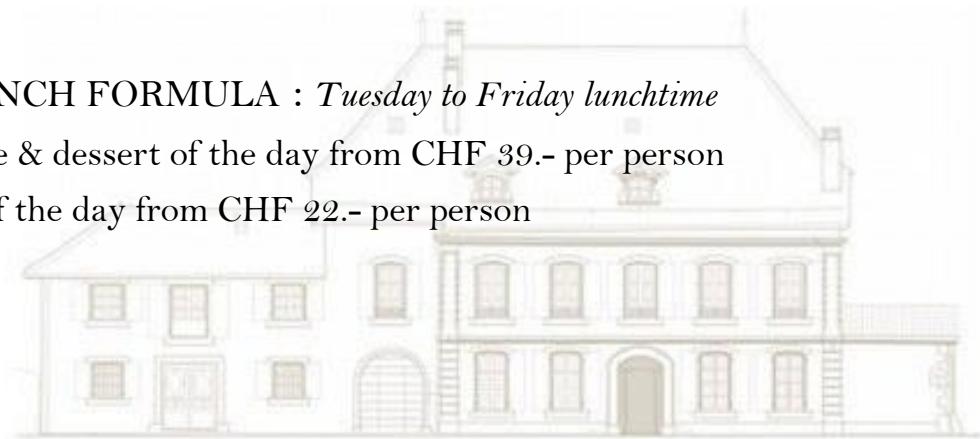 NCH FORMULA : Tuesday to Friday lunchtime
e & dessert of the day from CHF 39.- per person
f the day from CHF 22.- per person